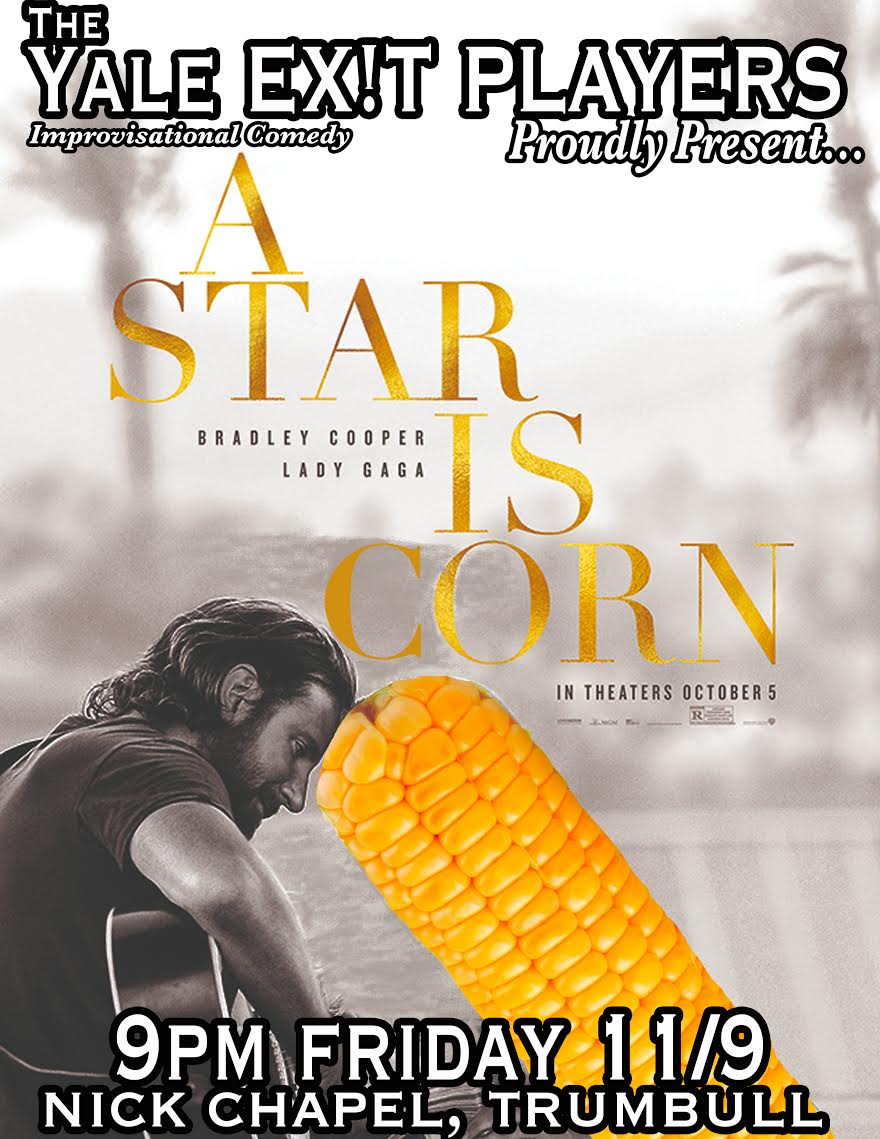 The
Yale Ex!t Players
Improvisational Comedy
Proudly Present...
A
STAR
BRADLEY COOPER
LADY GAGA
IS
CORN
IN THEATERS OCTOBER 5
MGM R
9PM FRIDAY 11/9
NICK CHAPEL, TRUMBULL